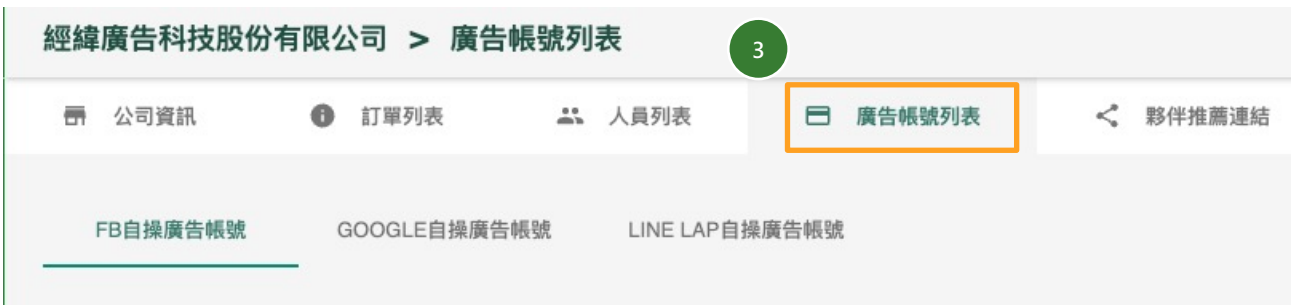 經緯廣告科技股份有限公司 > 廣告帳號列表
3
公司資訊 訂單列表 人員列表 廣告帳號列表 夥伴推薦連結
FB自操廣告帳號 GOOGLE自操廣告帳號 LINE LAP自操廣告帳號